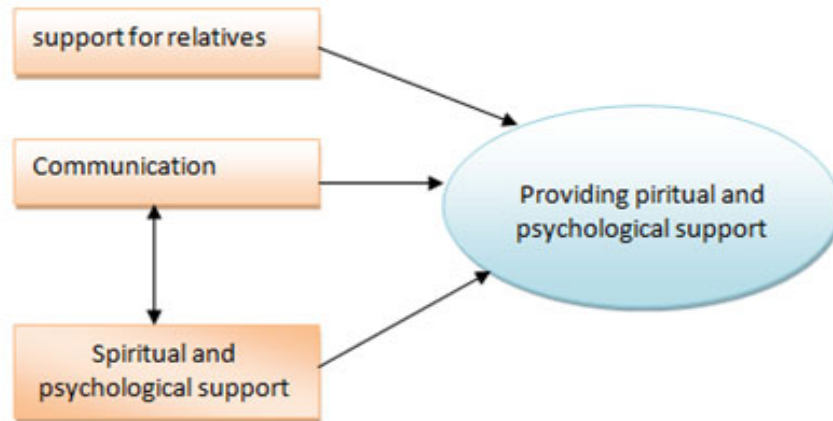 support for relatives
Communication
Providing piritual and
psychological support
Spiritual and
psychological support